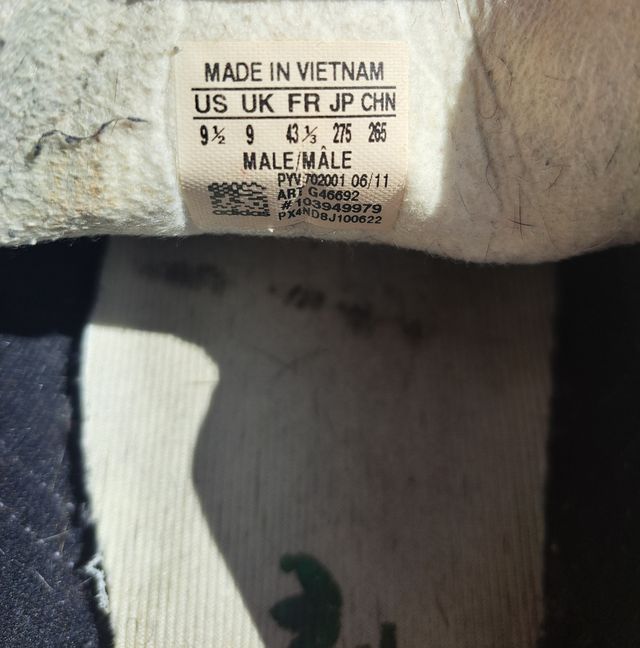 MADE IN VIETNAM
US UK FR JP CHN
9½ 9 43⅓ 275 265
MALE/MÂLE
PYV 702001 06/11
ART G46692
#103949979
PX4ND8J100622